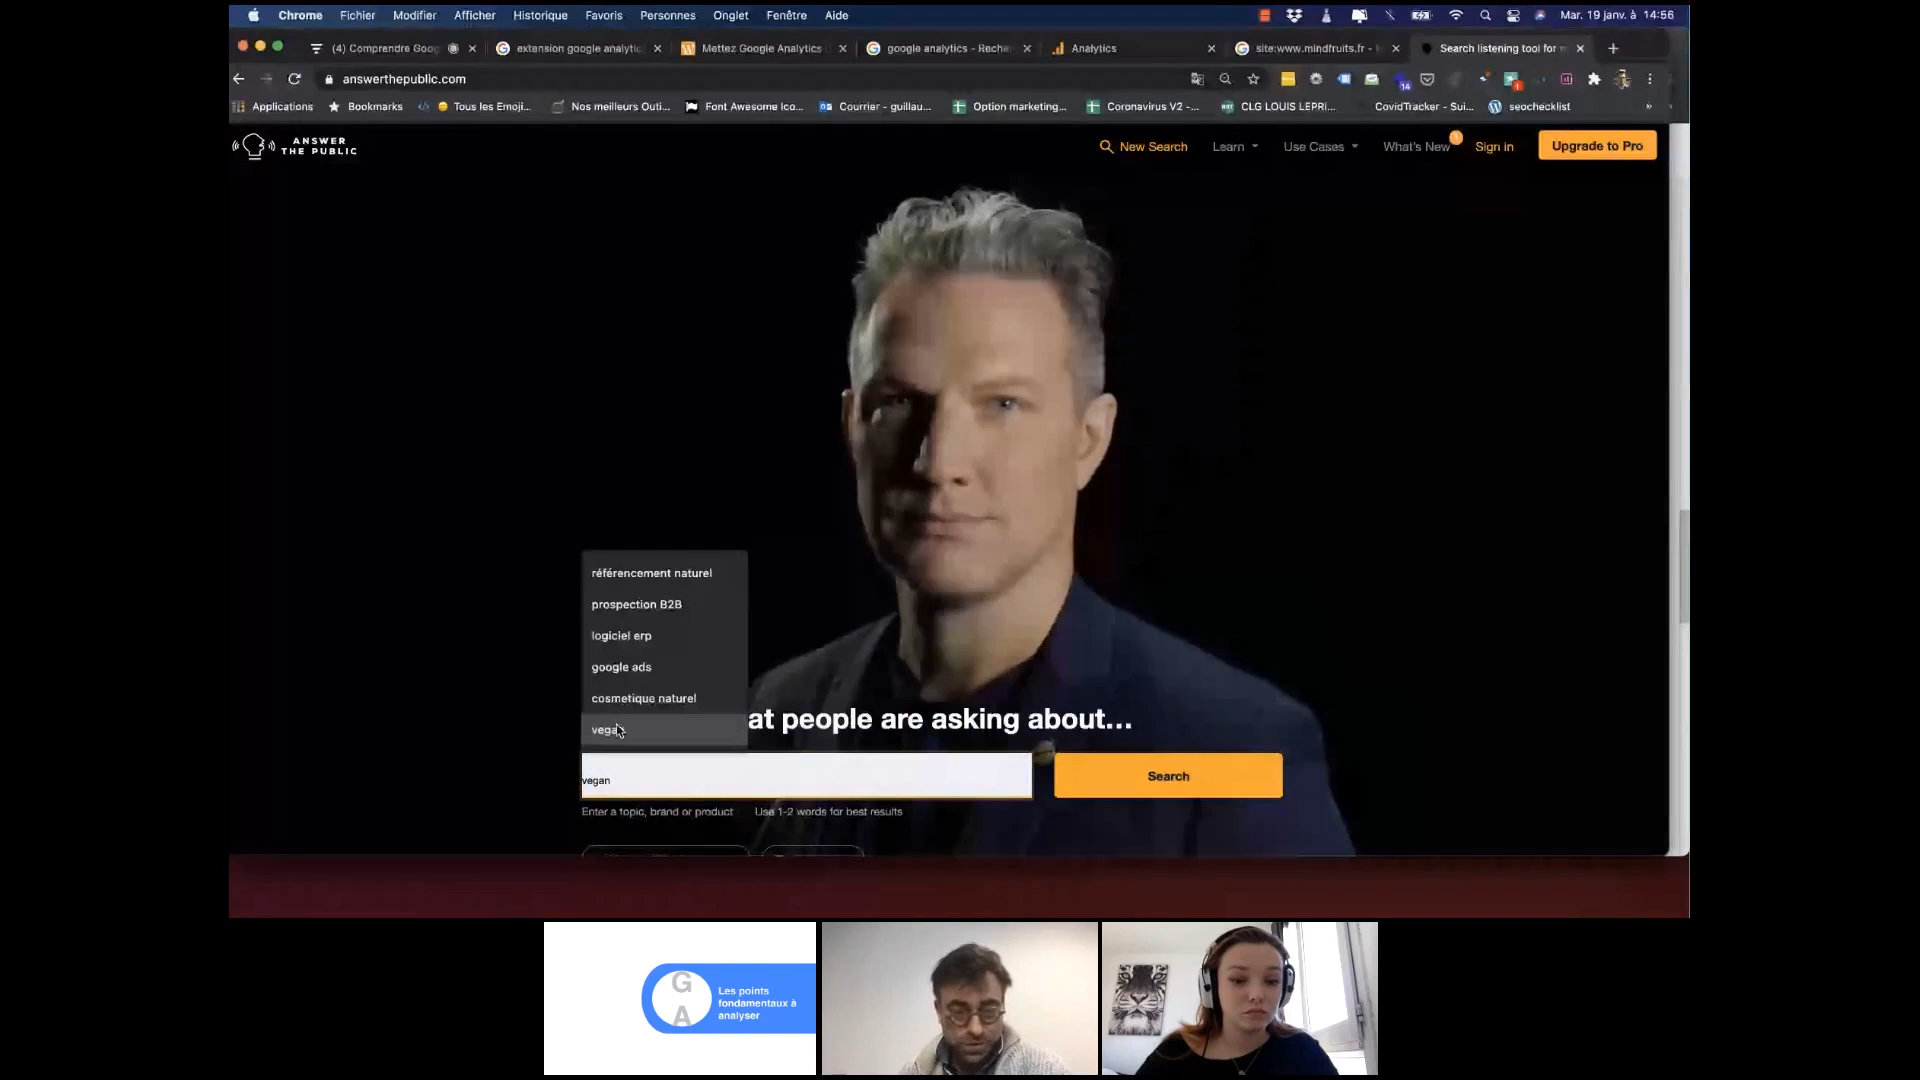 Chrome Fichier Modifier Afficher Historique Favoris Personnes Onglet Fenêtre Aide Mar. 19 janv. à 14:56
(4) Comprendre Goog
extension google analytic
Mettez Google Analytics
google analytics - Reche
Analytics
site:www.mindfruits.fr -
Search listening tool for
answerthepublic.com
14
Applications
Bookmarks
Tous les Emoji...
Nos meilleurs Outi...
Font Awesome Ico...
Courrier - guillau...
Option marketing...
Coronavirus V2 -...
CLG LOUIS LEPRI...
CovidTracker - Sui...
seochecklist
»
ANSWER
THE PUBLIC
New Search Learn Use Cases What's New Sign in Upgrade to Pro
référencement naturel
prospection B2B
logiciel erp
google ads
cosmetique naturel
vegan
at people are asking about...
vegan
Search
Enter a topic, brand or product Use 1-2 words for best results
G
A
Les points
fondamentaux à
analyser